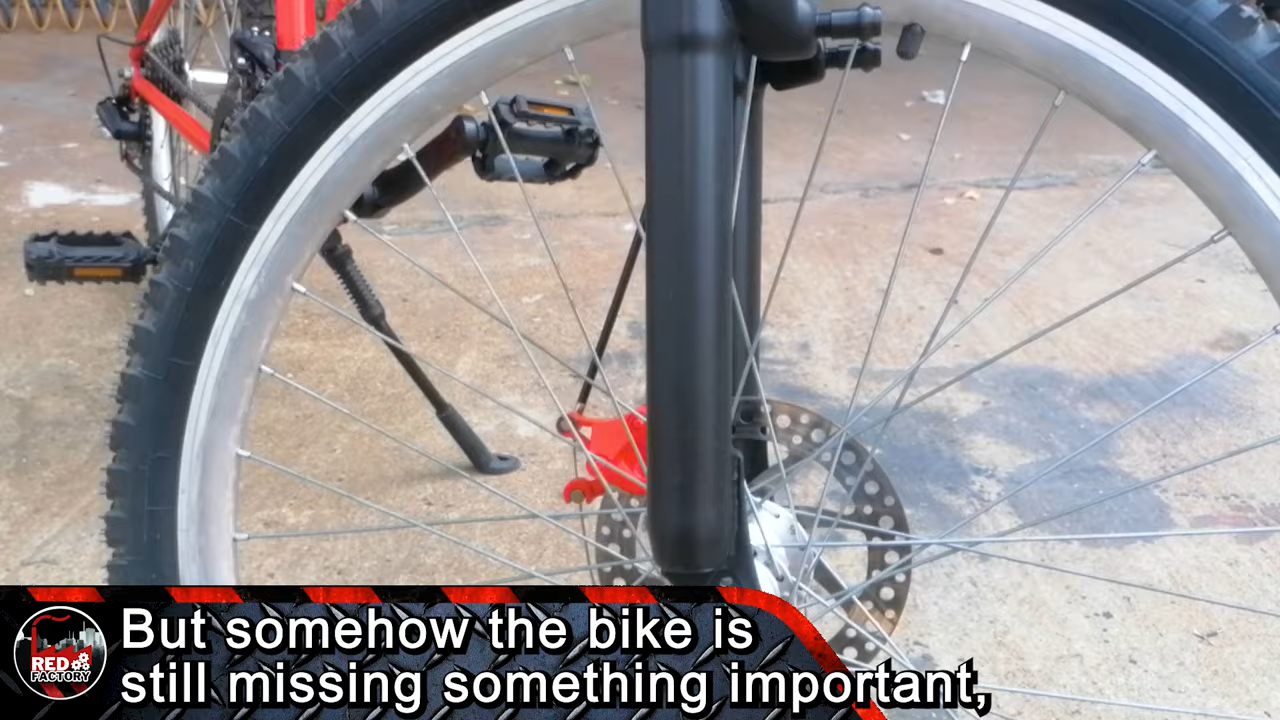 But somehow the bike is
still missing something important,
RED
FACTORY